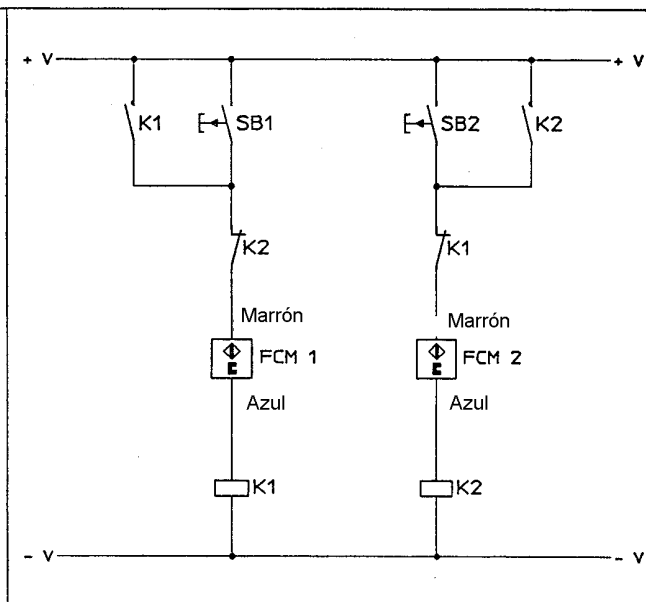 + V + V
K1 SB1 SB2 K2
K2 K1
Marrón Marrón
FCM 1 FCM 2
Azul Azul
K1 K2
- V - V